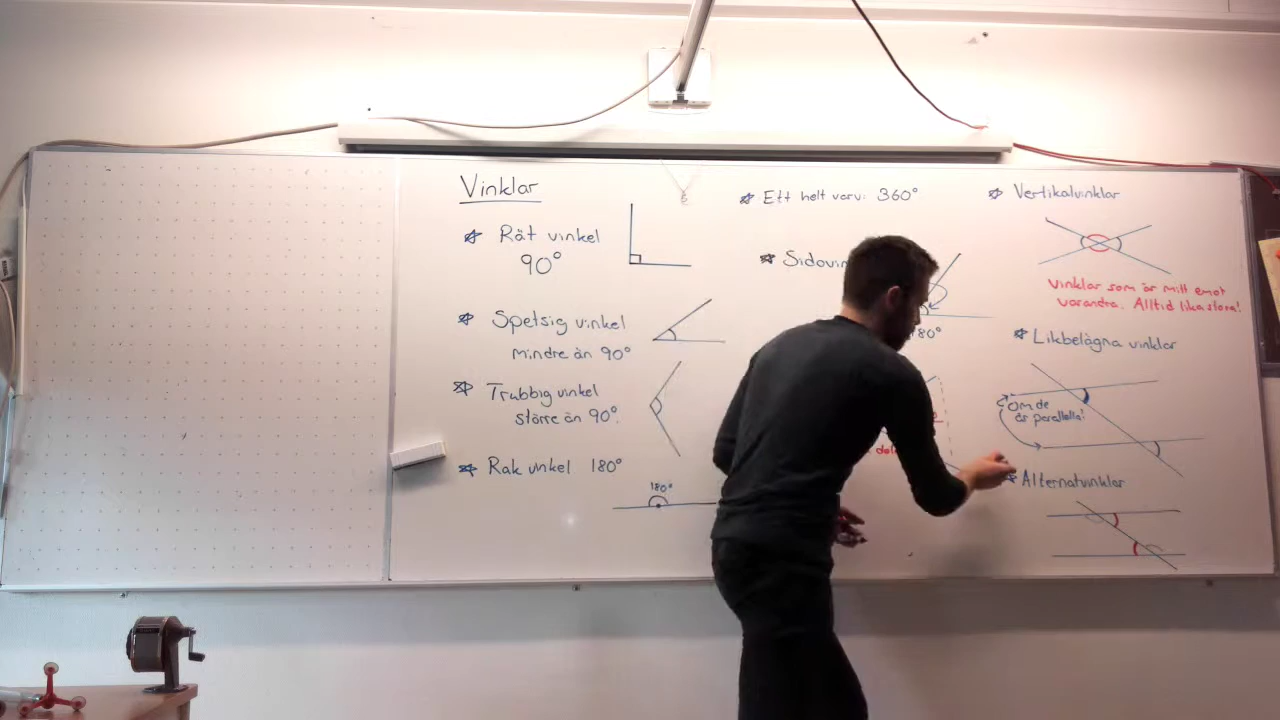 Vinklar
Rät vinkel
90°
Spetsig vinkel
mindre än 90°
Trubbig vinkel
större än 90°.
Rak vinkel 180°
180°
Ett helt varv: 360°
Sidovin
180°
Vertikalvinklar
Vinklar som är mitt emot
varandra. Alltid lika stora!
Likbelägna vinklar
Om de
är parallella!
Alternatvinklar